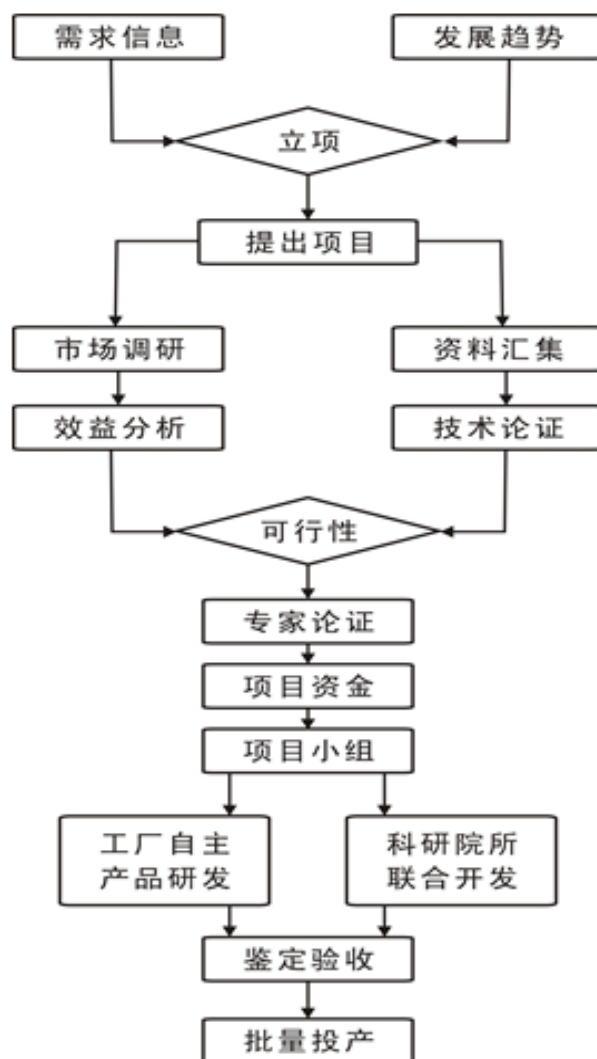 需求信息
发展趋势
立项
提出项目
市场调研
资料汇集
效益分析
技术论证
可行性
专家论证
项目资金
项目小组
工厂自主
产品研发
科研院所
联合开发
鉴定验收
批量投产